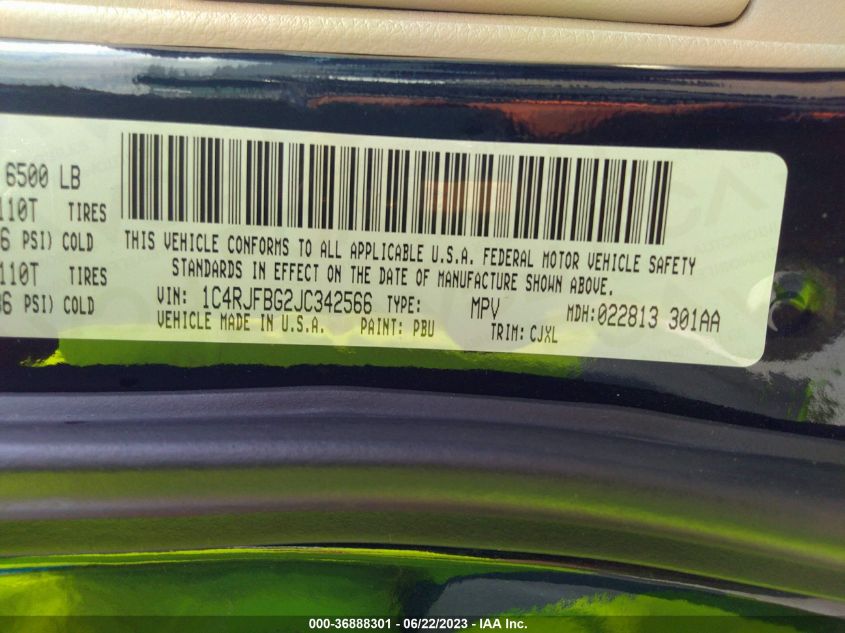 6500 LB
110T TIRES
PSI) COLD
110T TIRES
PSI) COLD
THIS VEHICLE CONFORMS TO ALL APPLICABLE U.S.A. FEDERAL MOTOR VEHICLE SAFETY
STANDARDS IN EFFECT ON THE DATE OF MANUFACTURE SHOWN ABOVE.
VIN: 1C4RJFBG2JC342566 TYPE: MPV MDH:022813 301AA
VEHICLE MADE IN U.S.A. PAINT: PBU TRIM: CJXL
000-36888301 - 06/22/2023 - IAA Inc.